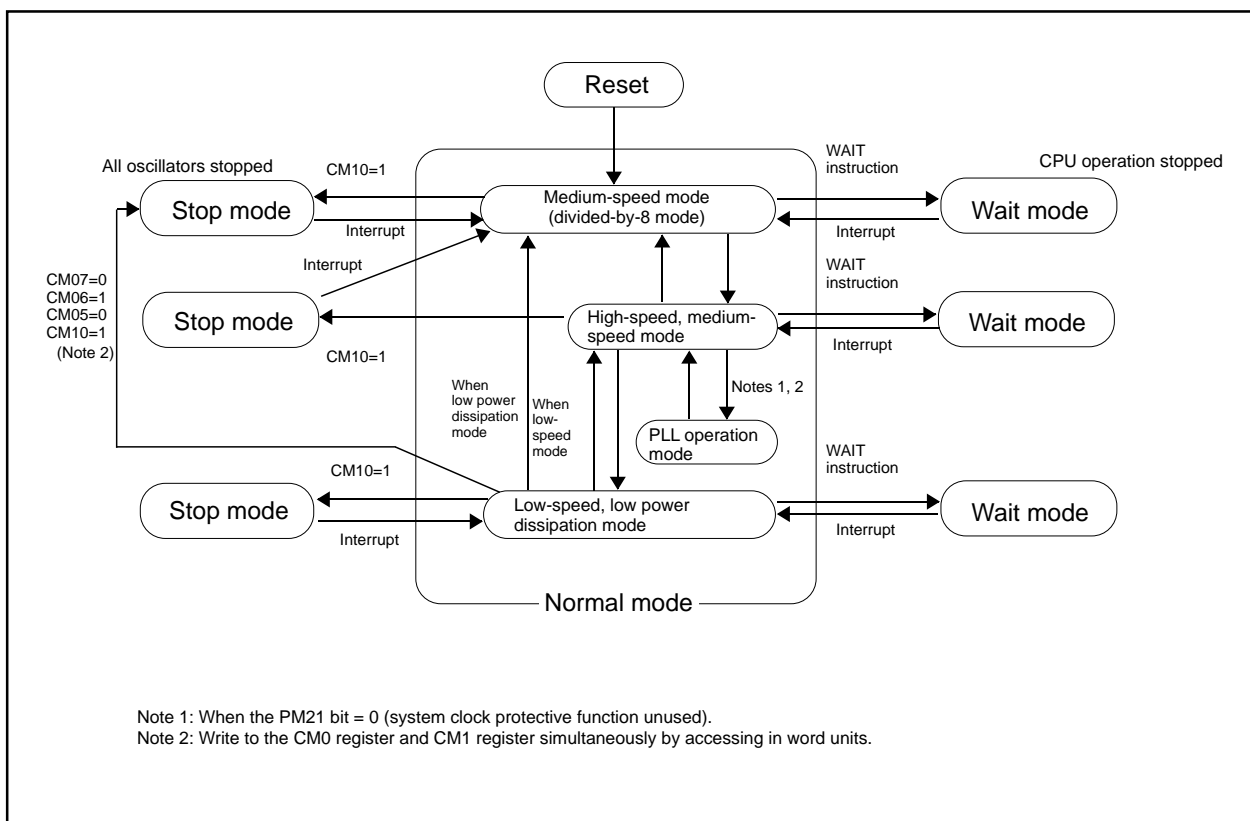 Reset
All oscillators stopped
CM10=1
WAIT
instruction
CPU operation stopped
Stop mode
Medium-speed mode
(divided-by-8 mode)
Wait mode
Interrupt
Interrupt
Interrupt
CM07=0
CM06=1
CM05=0
CM10=1
(Note 2)
WAIT
instruction
Stop mode
High-speed, medium-
speed mode
Wait mode
Interrupt
CM10=1
When
low power
dissipation
mode
When
low-
speed
mode
Notes 1, 2
PLL operation
mode
WAIT
instruction
CM10=1
Stop mode
Low-speed, low power
dissipation mode
Wait mode
Interrupt
Interrupt
Normal mode
Note 1: When the PM21 bit = 0 (system clock protective function unused).
Note 2: Write to the CM0 register and CM1 register simultaneously by accessing in word units.